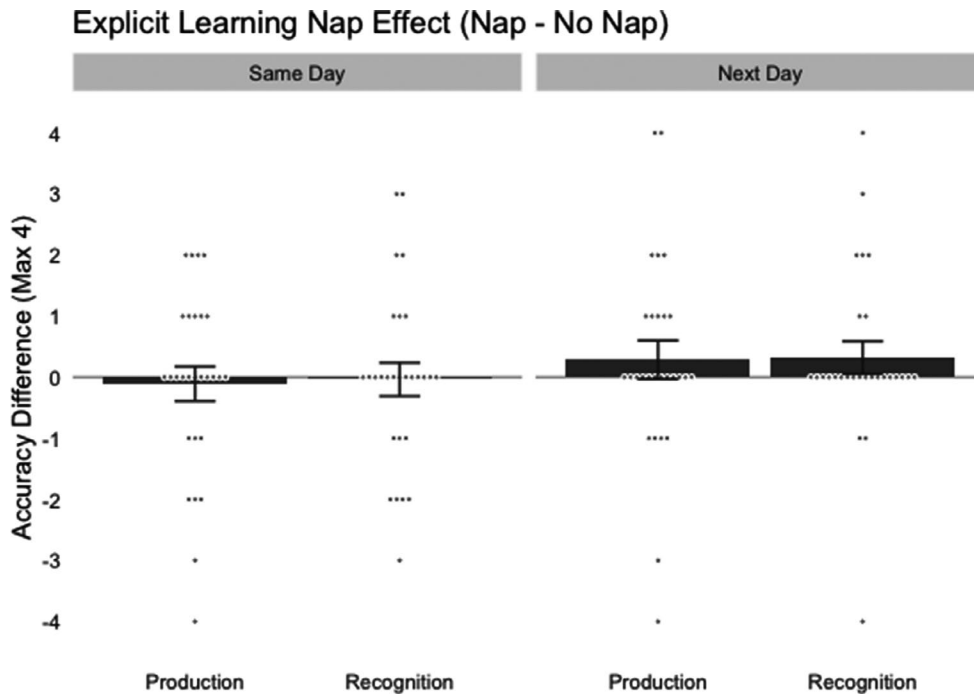 Explicit Learning Nap Effect (Nap - No Nap)
Same Day
Next Day
Accuracy Difference (Max 4)
4
3
2
1
0
-1
-2
-3
-4
Production
Recognition
Production
Recognition